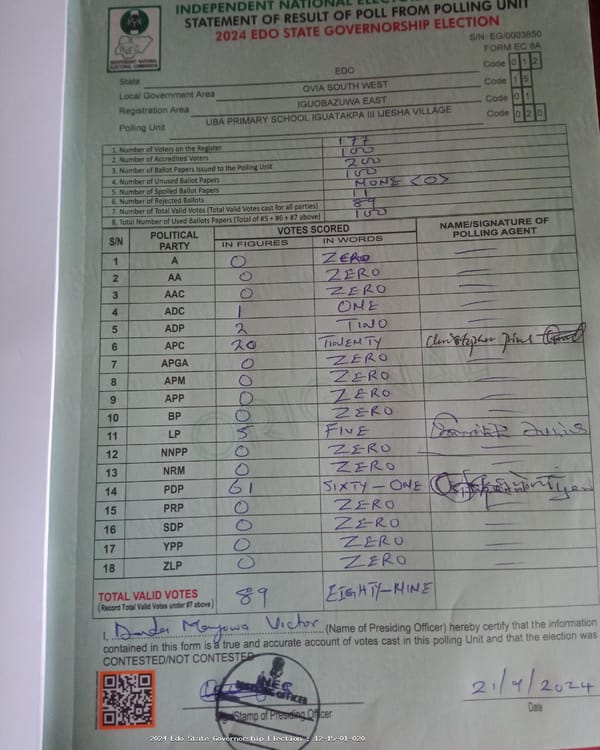 INDEPENDENT NATIONAL ELEC
STATEMENT OF RESULT OF POLL FROM POLLING UNIT
2024 EDO STATE GOVERNORSHIP ELECTION
INDEPENDENT NATIONAL
ELECTORAL COMMISSION
S/N: EG/0003850
FORM EC 8A
State EDO Code 0 1 2
Local Government Area OVIA SOUTH WEST Code 1 5
Registration Area IGUOBAZUWA EAST Code 0 1
Polling Unit UBA PRIMARY SCHOOL IGUATAKPA III IJESHA VILLAGE Code 0 2 0
1. Number of Voters on the Register 177
2. Number of Accredited Voters 100
3. Number of Ballot Papers Issued to the Polling Unit 200
4. Number of Unused Ballot Papers 100
5. Number of Spoiled Ballot Papers NONE <0>
6. Number of Rejected Ballots 11
7. Number of Total Valid Votes (Total Valid Votes cast for all parties) 89
8. Total Number of Used Ballots Papers (Total of #5 + #6 + #7 above) 100
S/N POLITICAL PARTY VOTES SCORED NAME/SIGNATURE OF POLLING AGENT
IN FIGURES IN WORDS
1 A 0 ZERO
2 AA 0 ZERO
3 AAC 0 ZERO
4 ADC 1 ONE
5 ADP 2 TWO
6 APC 20 TWENTY Christopher pius
7 APGA 0 ZERO
8 APM 0 ZERO
9 APP 0 ZERO
10 BP 0 ZERO
11 LP 5 FIVE Julius
12 NNPP 0 ZERO
13 NRM 0 ZERO
14 PDP 61 SIXTY-ONE
15 PRP 0 ZERO
16 SDP 0 ZERO
17 YPP 0 ZERO
18 ZLP 0 ZERO
TOTAL VALID VOTES 89 EIGHTY-NINE
(Record Total Valid Votes under #7 above)
I, Mayowa Victor (Name of Presiding Officer) hereby certify that the information
contained in this form is a true and accurate account of votes cast in this polling Unit and that the election was
CONTESTED/NOT CONTESTED
INEC
Stamp of Presiding Officer
21/9/2024
Date
2024 Edo State Governorship Election : 12-15-01-020